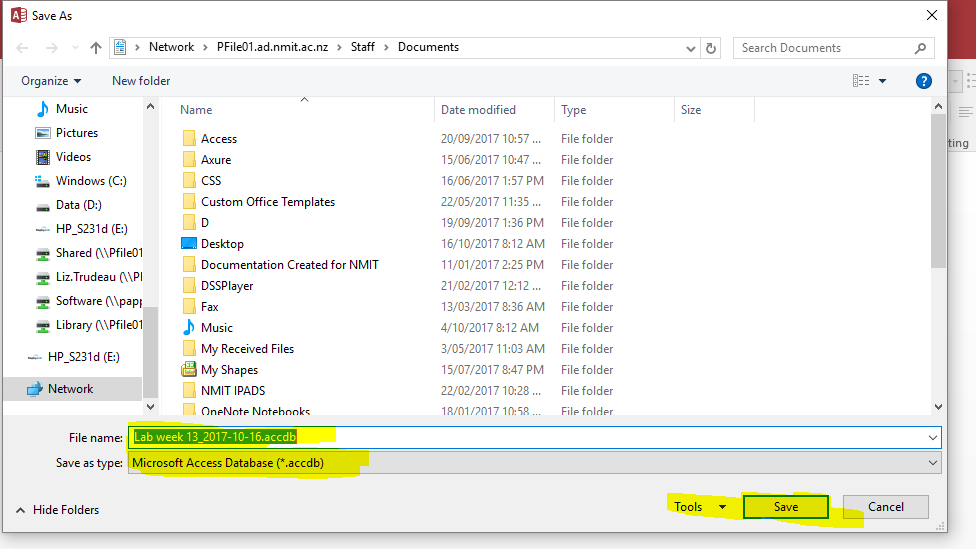 Save As
Network > PFile01.ad.nmit.ac.nz > Staff > Documents
Search Documents
Organize
New folder
?
Music
Pictures
Videos
Windows (C:)
Data (D:)
HP_S231d (E:)
Shared (\\Pfile01
Liz.Trudeau (\\Pl
Software (\\papp
Library (\\Pfile01
HP_S231d (E:)
Network
Name Date modified Type Size
Access 20/09/2017 10:57 ... File folder
Axure 15/06/2017 10:47 ... File folder
CSS 16/06/2017 1:57 PM File folder
Custom Office Templates 22/05/2017 11:35 ... File folder
D 19/09/2017 1:36 PM File folder
Desktop 16/10/2017 8:12 AM File folder
Documentation Created for NMIT 11/01/2017 2:25 PM File folder
DSSPlayer 21/02/2017 12:12 ... File folder
Fax 13/03/2017 8:36 AM File folder
Music 4/10/2017 8:12 AM File folder
My Received Files 3/05/2017 11:03 AM File folder
My Shapes 15/07/2017 8:47 PM File folder
NMIT IPADS 22/02/2017 10:28 ... File folder
OneNote Notebooks 18/01/2017 10:58 ... File folder
ting
File name: Lab week 13_2017-10-16.accdb
Save as type: Microsoft Access Database (*.accdb)
Hide Folders
Tools
Save
Cancel